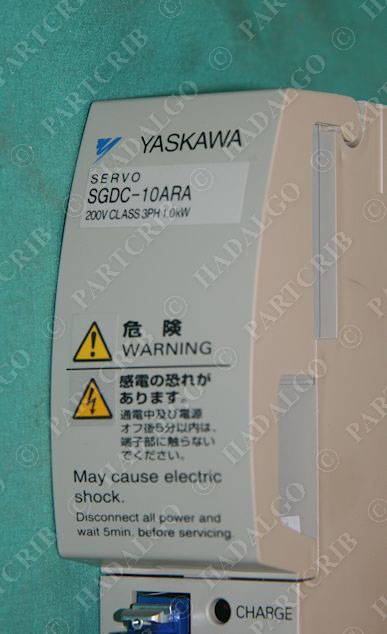 YASKAWA
SERVO
SGDC-10ARA
200V CLASS 3PH 1.0kW
危険
WARNING
感電の恐れが
あります。
通電中及び電源
オフ後5分以内は、
端子部に触らない
でください。
May cause electric
shock.
Disconnect all power and
wait 5min. before servicing.
CHARGE
© PARTCRIB
© HADALGO